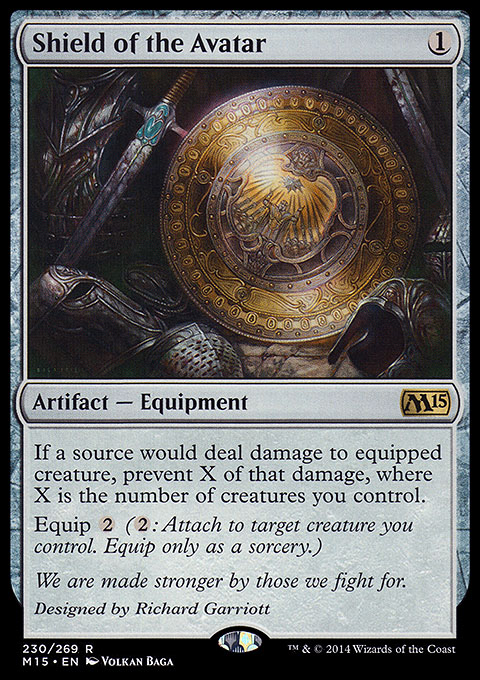 Shield of the Avatar 1
Artifact — Equipment M15
If a source would deal damage to equipped
creature, prevent X of that damage, where
X is the number of creatures you control.
Equip 2 (2: Attach to target creature you
control. Equip only as a sorcery.)
We are made stronger by those we fight for.
Designed by Richard Garriott
230/269 R
M15 • EN Volkan Baga ™ & © 2014 Wizards of the Coast